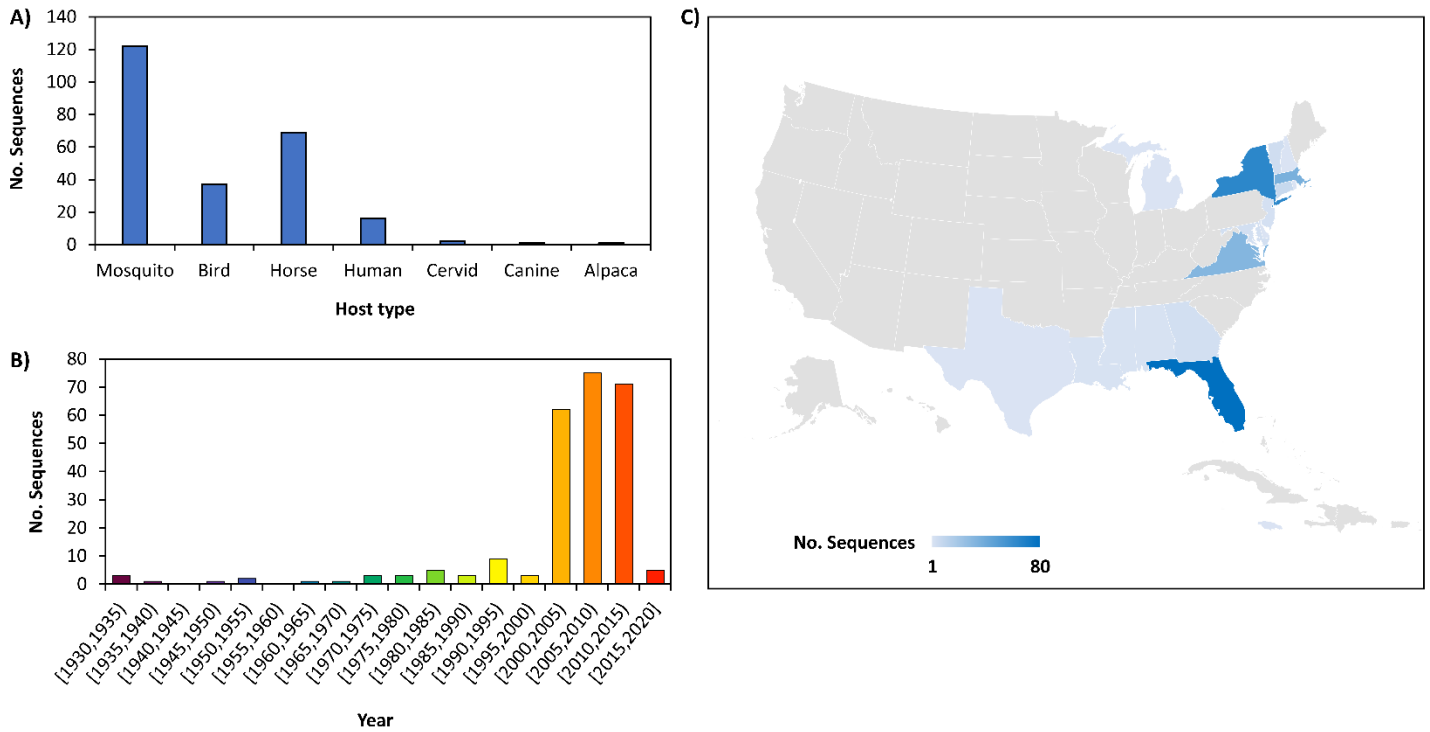 A)
No. Sequences
140
120
100
80
60
40
20
0
Mosquito Bird Horse Human Cervid Canine Alpaca
Host type
B)
No. Sequences
80
70
60
50
40
30
20
10
0
[1930,1935) [1935,1940) [1940,1945) [1945,1950) [1950,1955) [1955,1960) [1960,1965) [1965,1970) [1970,1975) [1975,1980) [1980,1985) [1985,1990) [1990,1995) [1995,2000) [2000,2005) [2005,2010) [2010,2015) [2015,2020]
Year
C)
No. Sequences
1 80